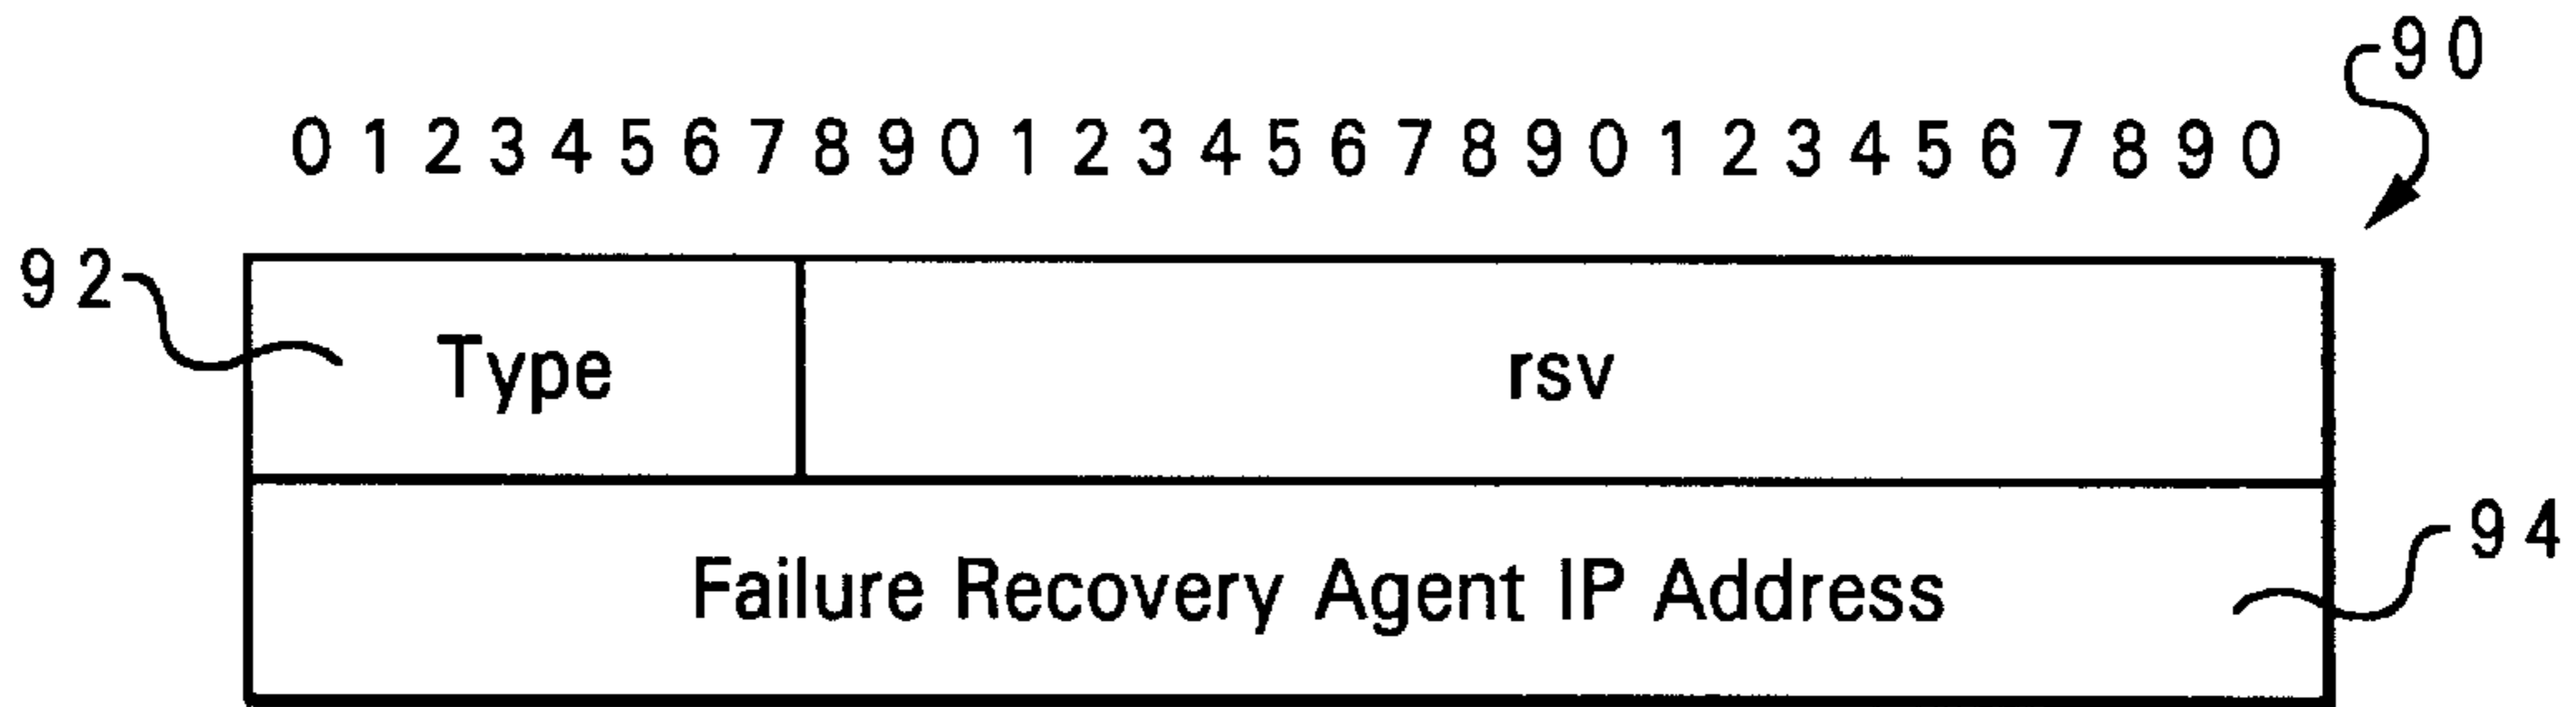 90
0 1 2 3 4 5 6 7 8 9 0 1 2 3 4 5 6 7 8 9 0 1 2 3 4 5 6 7 8 9 0
92
Type rsv
Failure Recovery Agent IP Address
94